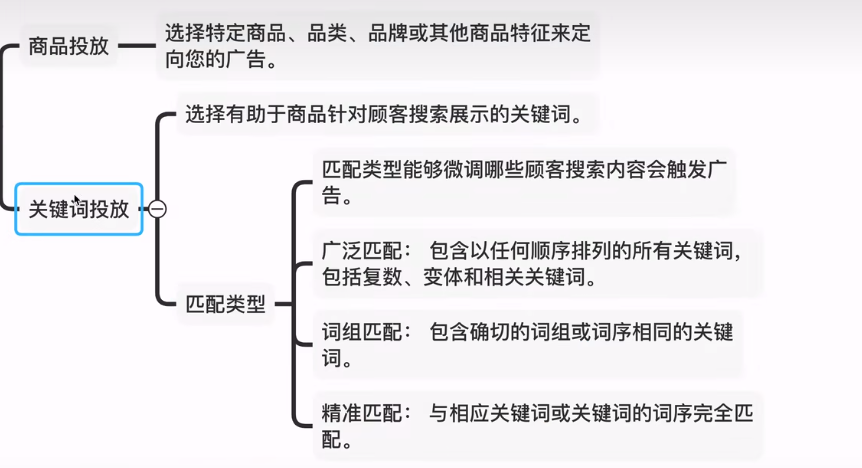 商品投放
选择特定商品、品类、品牌或其他商品特征来定
向您的广告。
关键词投放
选择有助于商品针对顾客搜索展示的关键词。
匹配类型
匹配类型能够微调哪些顾客搜索内容会触发广
告。
广泛匹配： 包含以任何顺序排列的所有关键词，
包括复数、变体和相关关键词。
词组匹配： 包含确切的词组或词序相同的关键
词。
精准匹配： 与相应关键词或关键词的词序完全匹
配。